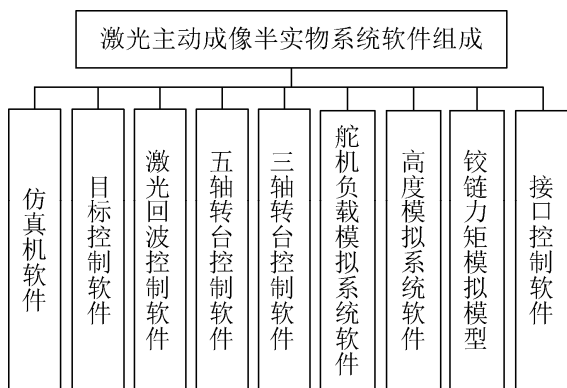 激光主动成像半实物系统软件组成
仿真机软件
目标控制软件
激光回波控制软件
五轴转台控制软件
三轴转台控制软件
舵机负载模拟系统软件
高度模拟系统软件
铰链力矩模拟模型
接口控制软件